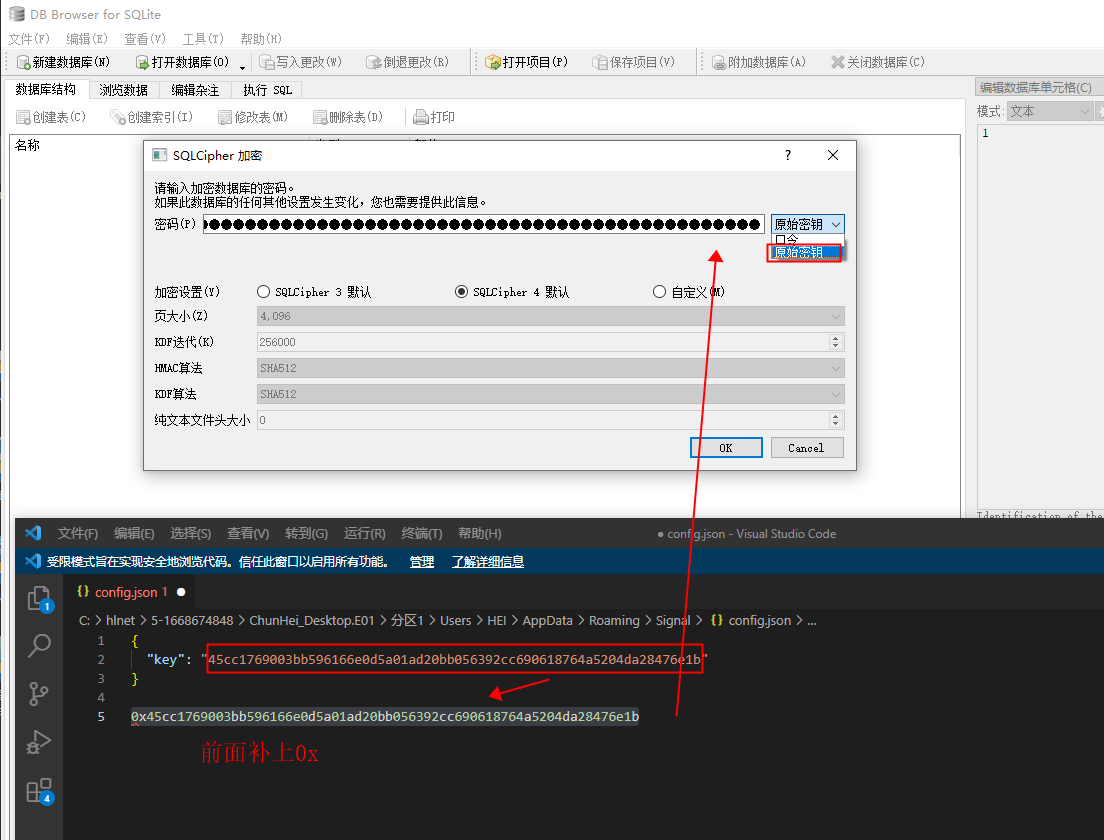 DB Browser for SQLite
文件(F) 编辑(E) 查看(V) 工具(T) 帮助(H)
新建数据库(N) 打开数据库(O) 写入更改(W) 倒退更改(R) 打开项目(P) 保存项目(V) 附加数据库(A) 关闭数据库(C)
数据库结构 浏览数据 编辑杂注 执行 SQL
编辑数据库单元格(C)
创建表(C) 创建索引(I) 修改表(M) 删除表(D) 打印
模式: 文本
1
名称
SQLCipher 加密
? ×
请输入加密数据库的密码。
如果此数据库的任何其他设置发生变化，您也需要提供此信息。
密码(P) ●●●●●●●●●●●●●●●●●●●●●●●●●●●●●●●●●●●●●●●●●●●●●● 原始密钥
口令
原始密钥
加密设置(Y) SQLCipher 3 默认 SQLCipher 4 默认 自定义(M)
页大小(Z) 4,096
KDF迭代(K) 256000
HMAC算法 SHA512
KDF算法 SHA512
纯文本文件头大小 0
OK Cancel
Identification of the
文件(F) 编辑(E) 选择(S) 查看(V) 转到(G) 运行(R) 终端(T) 帮助(H) ● config.json - Visual Studio Code
受限模式旨在实现安全地浏览代码。信任此窗口以启用所有功能。 管理 了解详细信息
{} config.json 1 ●
C: > hlnet > 5-1668674848 > ChunHei_Desktop.E01 > 分区1 > Users > HEI > AppData > Roaming > Signal > {} config.json > ...
1 {
2 "key": "45cc1769003bb596166e0d5a01ad20bb056392cc690618764a5204da28476e1b"
3 }
4
5 0x45cc1769003bb596166e0d5a01ad20bb056392cc690618764a5204da28476e1b
前面补上0x
1
4